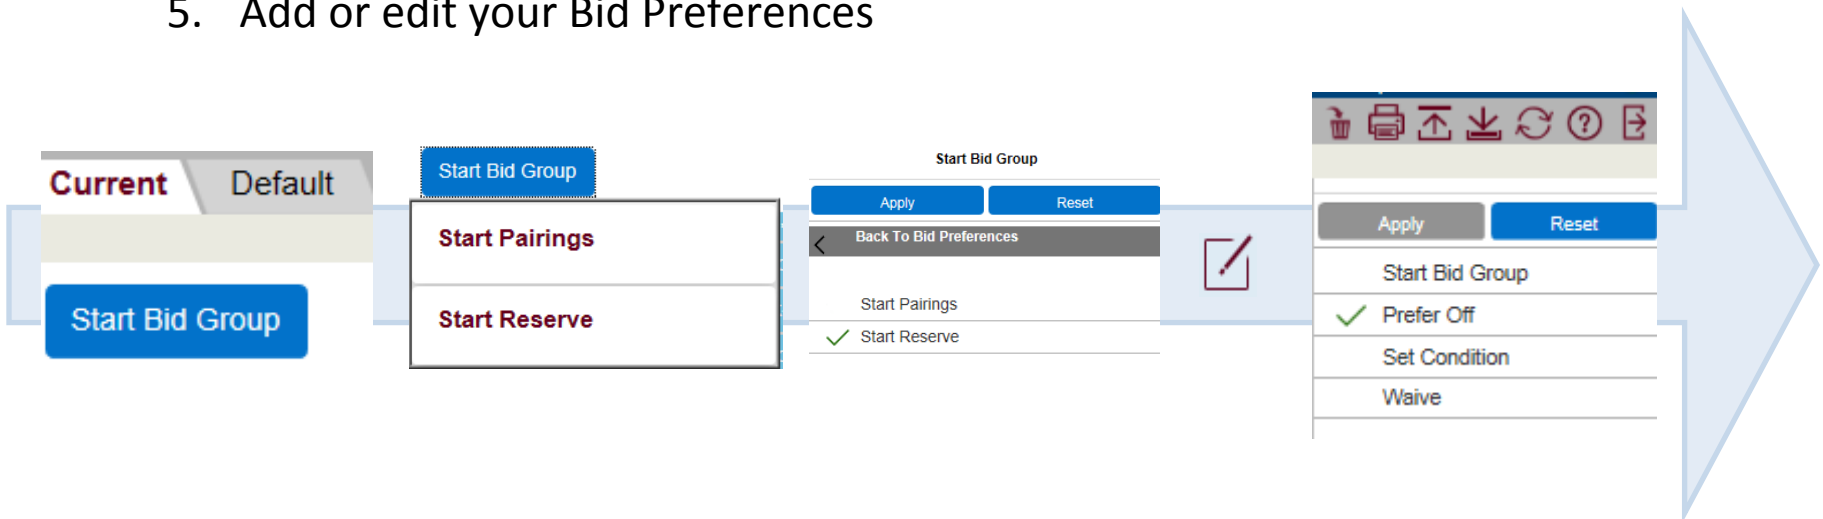 5. Add or edit your Bid Preferences
Current Default
Start Bid Group
Start Bid Group
Start Pairings
Start Reserve
Start Bid Group
Apply Reset
Back To Bid Preferences
Start Pairings
Start Reserve
Apply Reset
Start Bid Group
Prefer Off
Set Condition
Waive